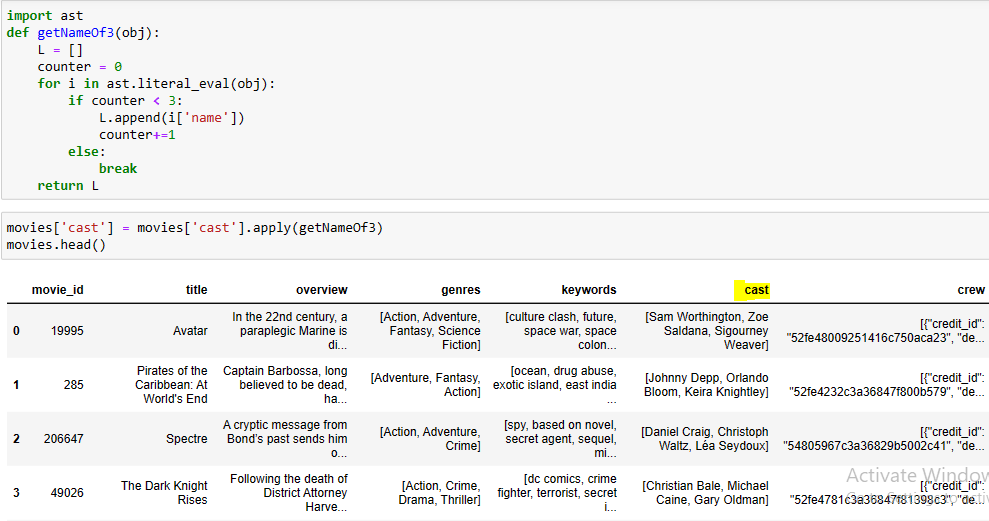 import ast
def getNameOf3(obj):
    L = []
    counter = 0
    for i in ast.literal_eval(obj):
        if counter < 3:
            L.append(i['name'])
            counter+=1
        else:
            break
    return L
movies['cast'] = movies['cast'].apply(getNameOf3)
movies.head()
movie_id title overview genres keywords cast crew
0 19995 Avatar In the 22nd century, a paraplegic Marine is di... [Action, Adventure, Fantasy, Science Fiction] [culture clash, future, space war, space colon... [Sam Worthington, Zoe Saldana, Sigourney Weaver] [{"credit_id": "52fe48009251416c750aca23", "de...
1 285 Pirates of the Caribbean: At World's End Captain Barbossa, long believed to be dead, ha... [Adventure, Fantasy, Action] [ocean, drug abuse, exotic island, east india ... [Johnny Depp, Orlando Bloom, Keira Knightley] [{"credit_id": "52fe4232c3a36847f800b579", "de...
2 206647 Spectre A cryptic message from Bond's past sends him o... [Action, Adventure, Crime] [spy, based on novel, secret agent, sequel, mi... [Daniel Craig, Christoph Waltz, Léa Seydoux] [{"credit_id": "54805967c3a36829b5002c41", "de...
3 49026 The Dark Knight Rises Following the death of District Attorney Harve... [Action, Crime, Drama, Thriller] [dc comics, crime fighter, terrorist, secret i... [Christian Bale, Michael Caine, Gary Oldman] [{"credit_id": "52fe4781c3a36847f81398c3", "de...
Activate Window